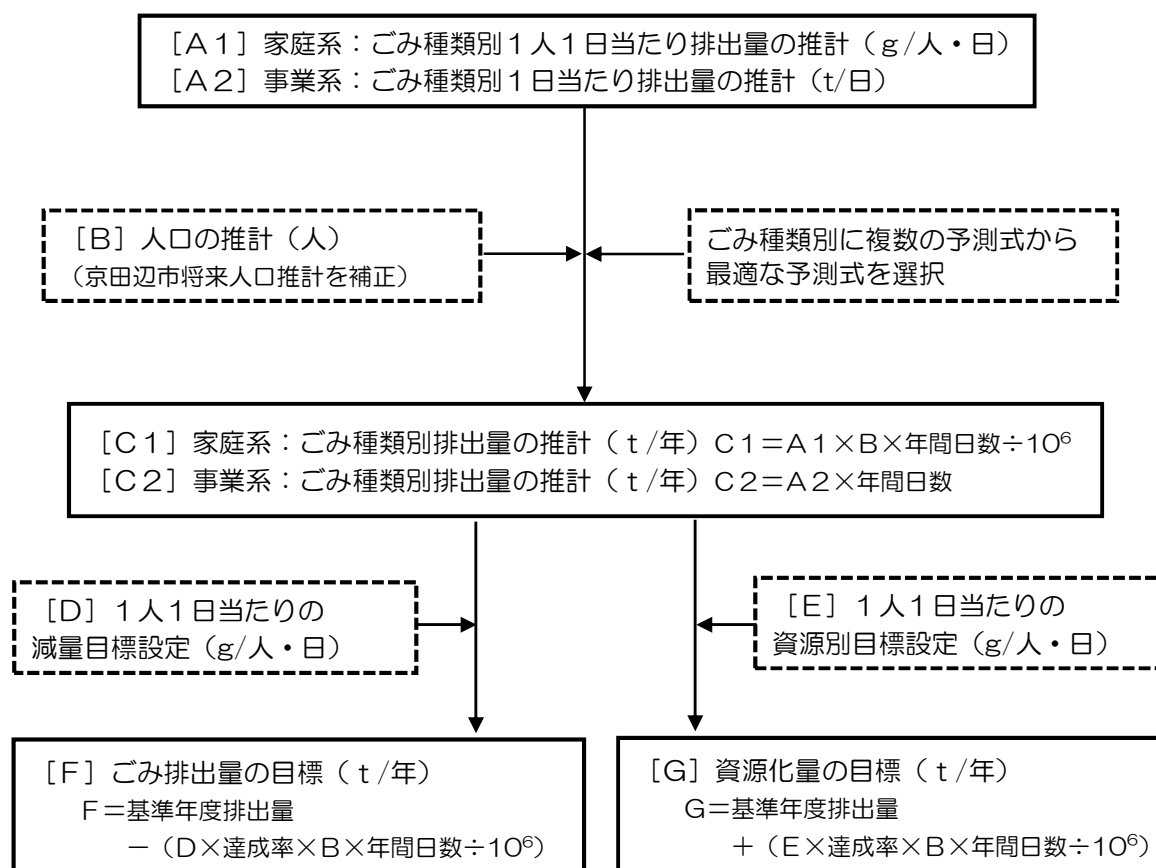 ［Ａ１］家庭系：ごみ種類別１人１日当たり排出量の推計（ｇ/人・日）
［Ａ２］事業系：ごみ種類別１日当たり排出量の推計（t/日）
［Ｂ］人口の推計（人）
（京田辺市将来人口推計を補正）
ごみ種類別に複数の予測式から
最適な予測式を選択
［Ｃ１］家庭系：ごみ種類別排出量の推計（ｔ/年）Ｃ１＝Ａ１×Ｂ×年間日数÷10⁶
［Ｃ２］事業系：ごみ種類別排出量の推計（ｔ/年）Ｃ２＝Ａ２×年間日数
［Ｄ］１人１日当たりの
減量目標設定（g/人・日）
［Ｅ］１人１日当たりの
資源別目標設定（g/人・日）
［Ｆ］ごみ排出量の目標（ｔ/年）
Ｆ＝基準年度排出量
－（Ｄ×達成率×Ｂ×年間日数÷10⁶）
［Ｇ］資源化量の目標（ｔ/年）
Ｇ＝基準年度排出量
＋（Ｅ×達成率×Ｂ×年間日数÷10⁶）